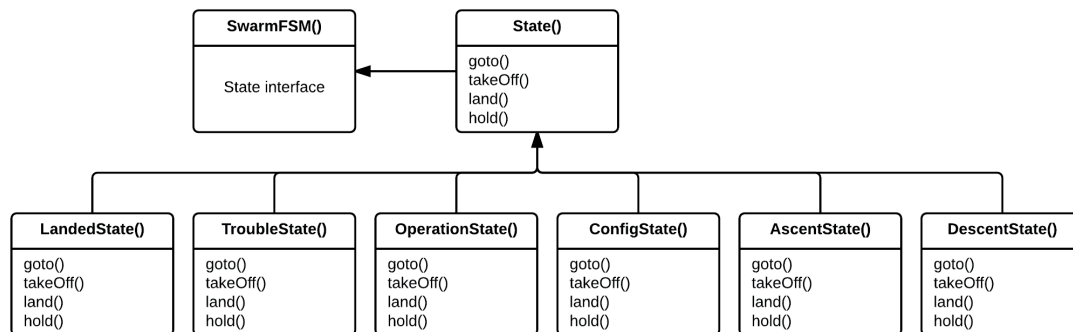 SwarmFSM()
State interface
State()
goto()
takeOff()
land()
hold()
LandedState()
goto()
takeOff()
land()
hold()
TroubleState()
goto()
takeOff()
land()
hold()
OperationState()
goto()
takeOff()
land()
hold()
ConfigState()
goto()
takeOff()
land()
hold()
AscentState()
goto()
takeOff()
land()
hold()
DescentState()
goto()
takeOff()
land()
hold()